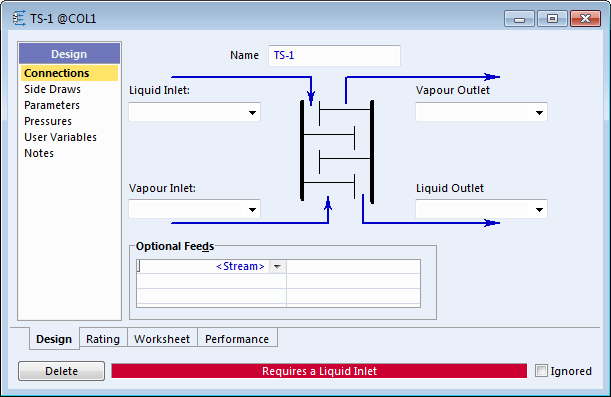 TS-1 @COL1
Design
Connections
Side Draws
Parameters
Pressures
User Variables
Notes
Name TS-1
Liquid Inlet:
Vapour Outlet
Vapour Inlet:
Liquid Outlet
Optional Feeds
<Stream>
Design Rating Worksheet Performance
Delete Requires a Liquid Inlet Ignored